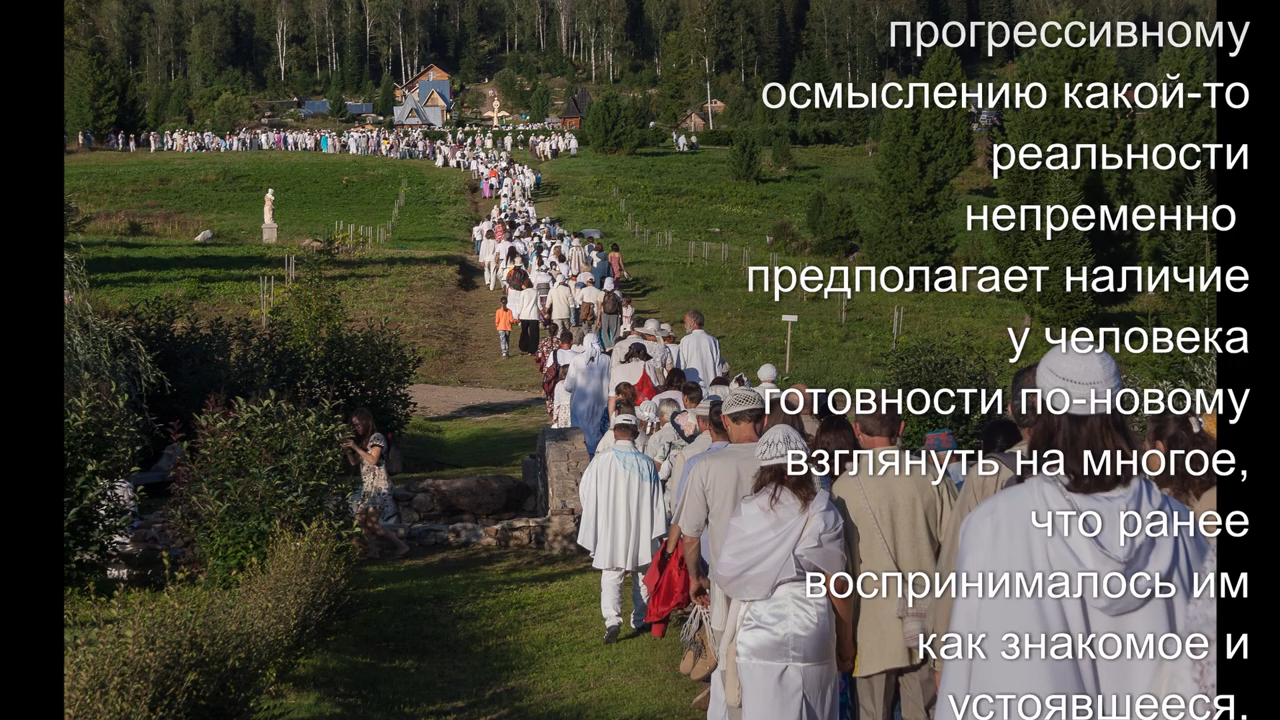 прогрессивному
осмыслению какой-то
реальности
непременно
предполагает наличие
у человека
готовности по-новому
взглянуть на многое,
что ранее
воспринималось им
как знакомое и
устоявшееся.